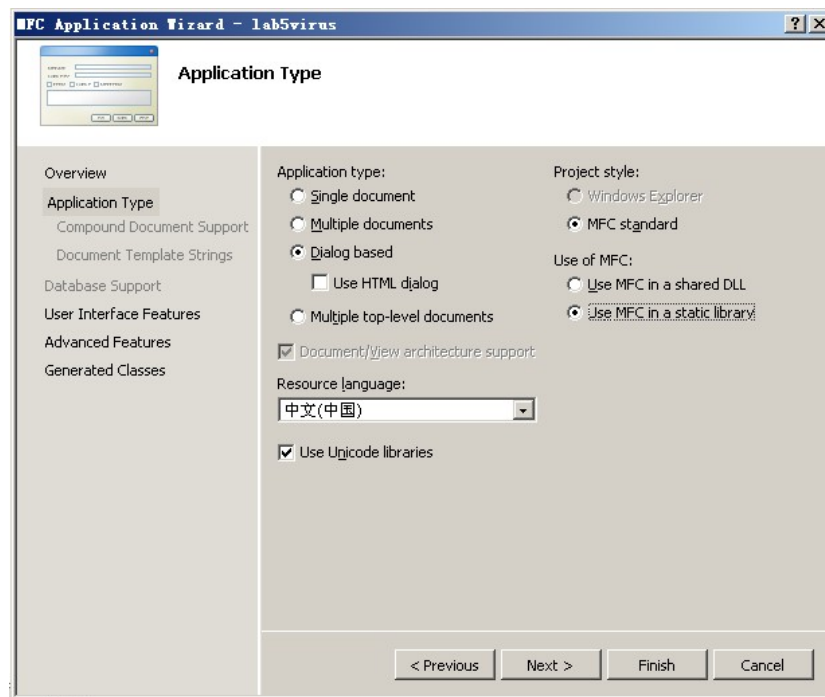 MFC Application Wizard - lab5virus
Application Type
Overview
Application Type
Compound Document Support
Document Template Strings
Database Support
User Interface Features
Advanced Features
Generated Classes
Application type:
Single document
Multiple documents
Dialog based
Use HTML dialog
Multiple top-level documents
Document/View architecture support
Resource language:
中文(中国)
Use Unicode libraries
Project style:
Windows Explorer
MFC standard
Use of MFC:
Use MFC in a shared DLL
Use MFC in a static library
< Previous
Next >
Finish
Cancel